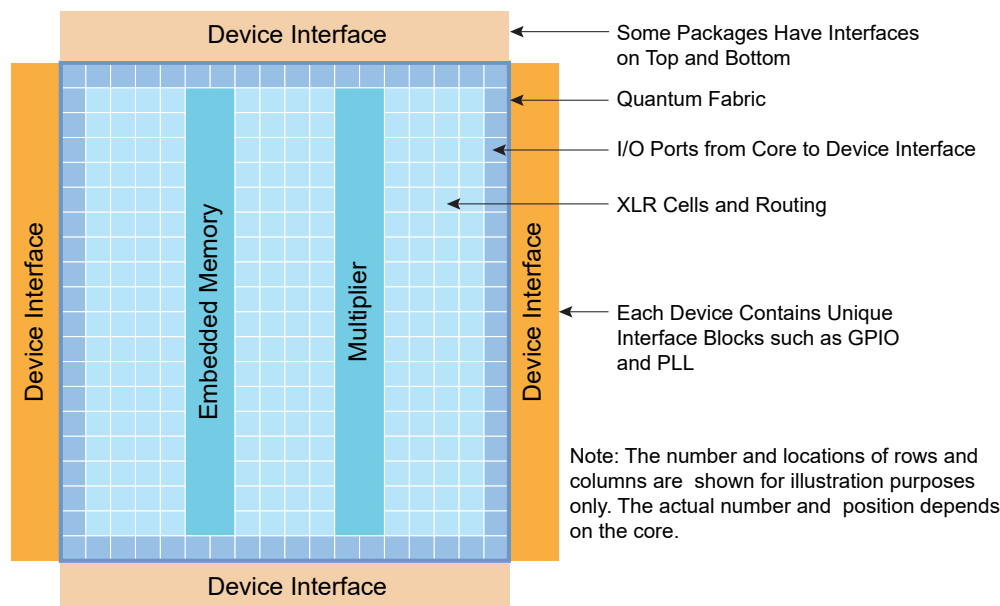 Device Interface
Some Packages Have Interfaces
on Top and Bottom
Quantum Fabric
I/O Ports from Core to Device Interface
XLR Cells and Routing
Device Interface
Embedded Memory
Multiplier
Device Interface
Each Device Contains Unique
Interface Blocks such as GPIO
and PLL
Note: The number and locations of rows and
columns are  shown for illustration purposes
only. The actual number and  position depends
on the core.
Device Interface